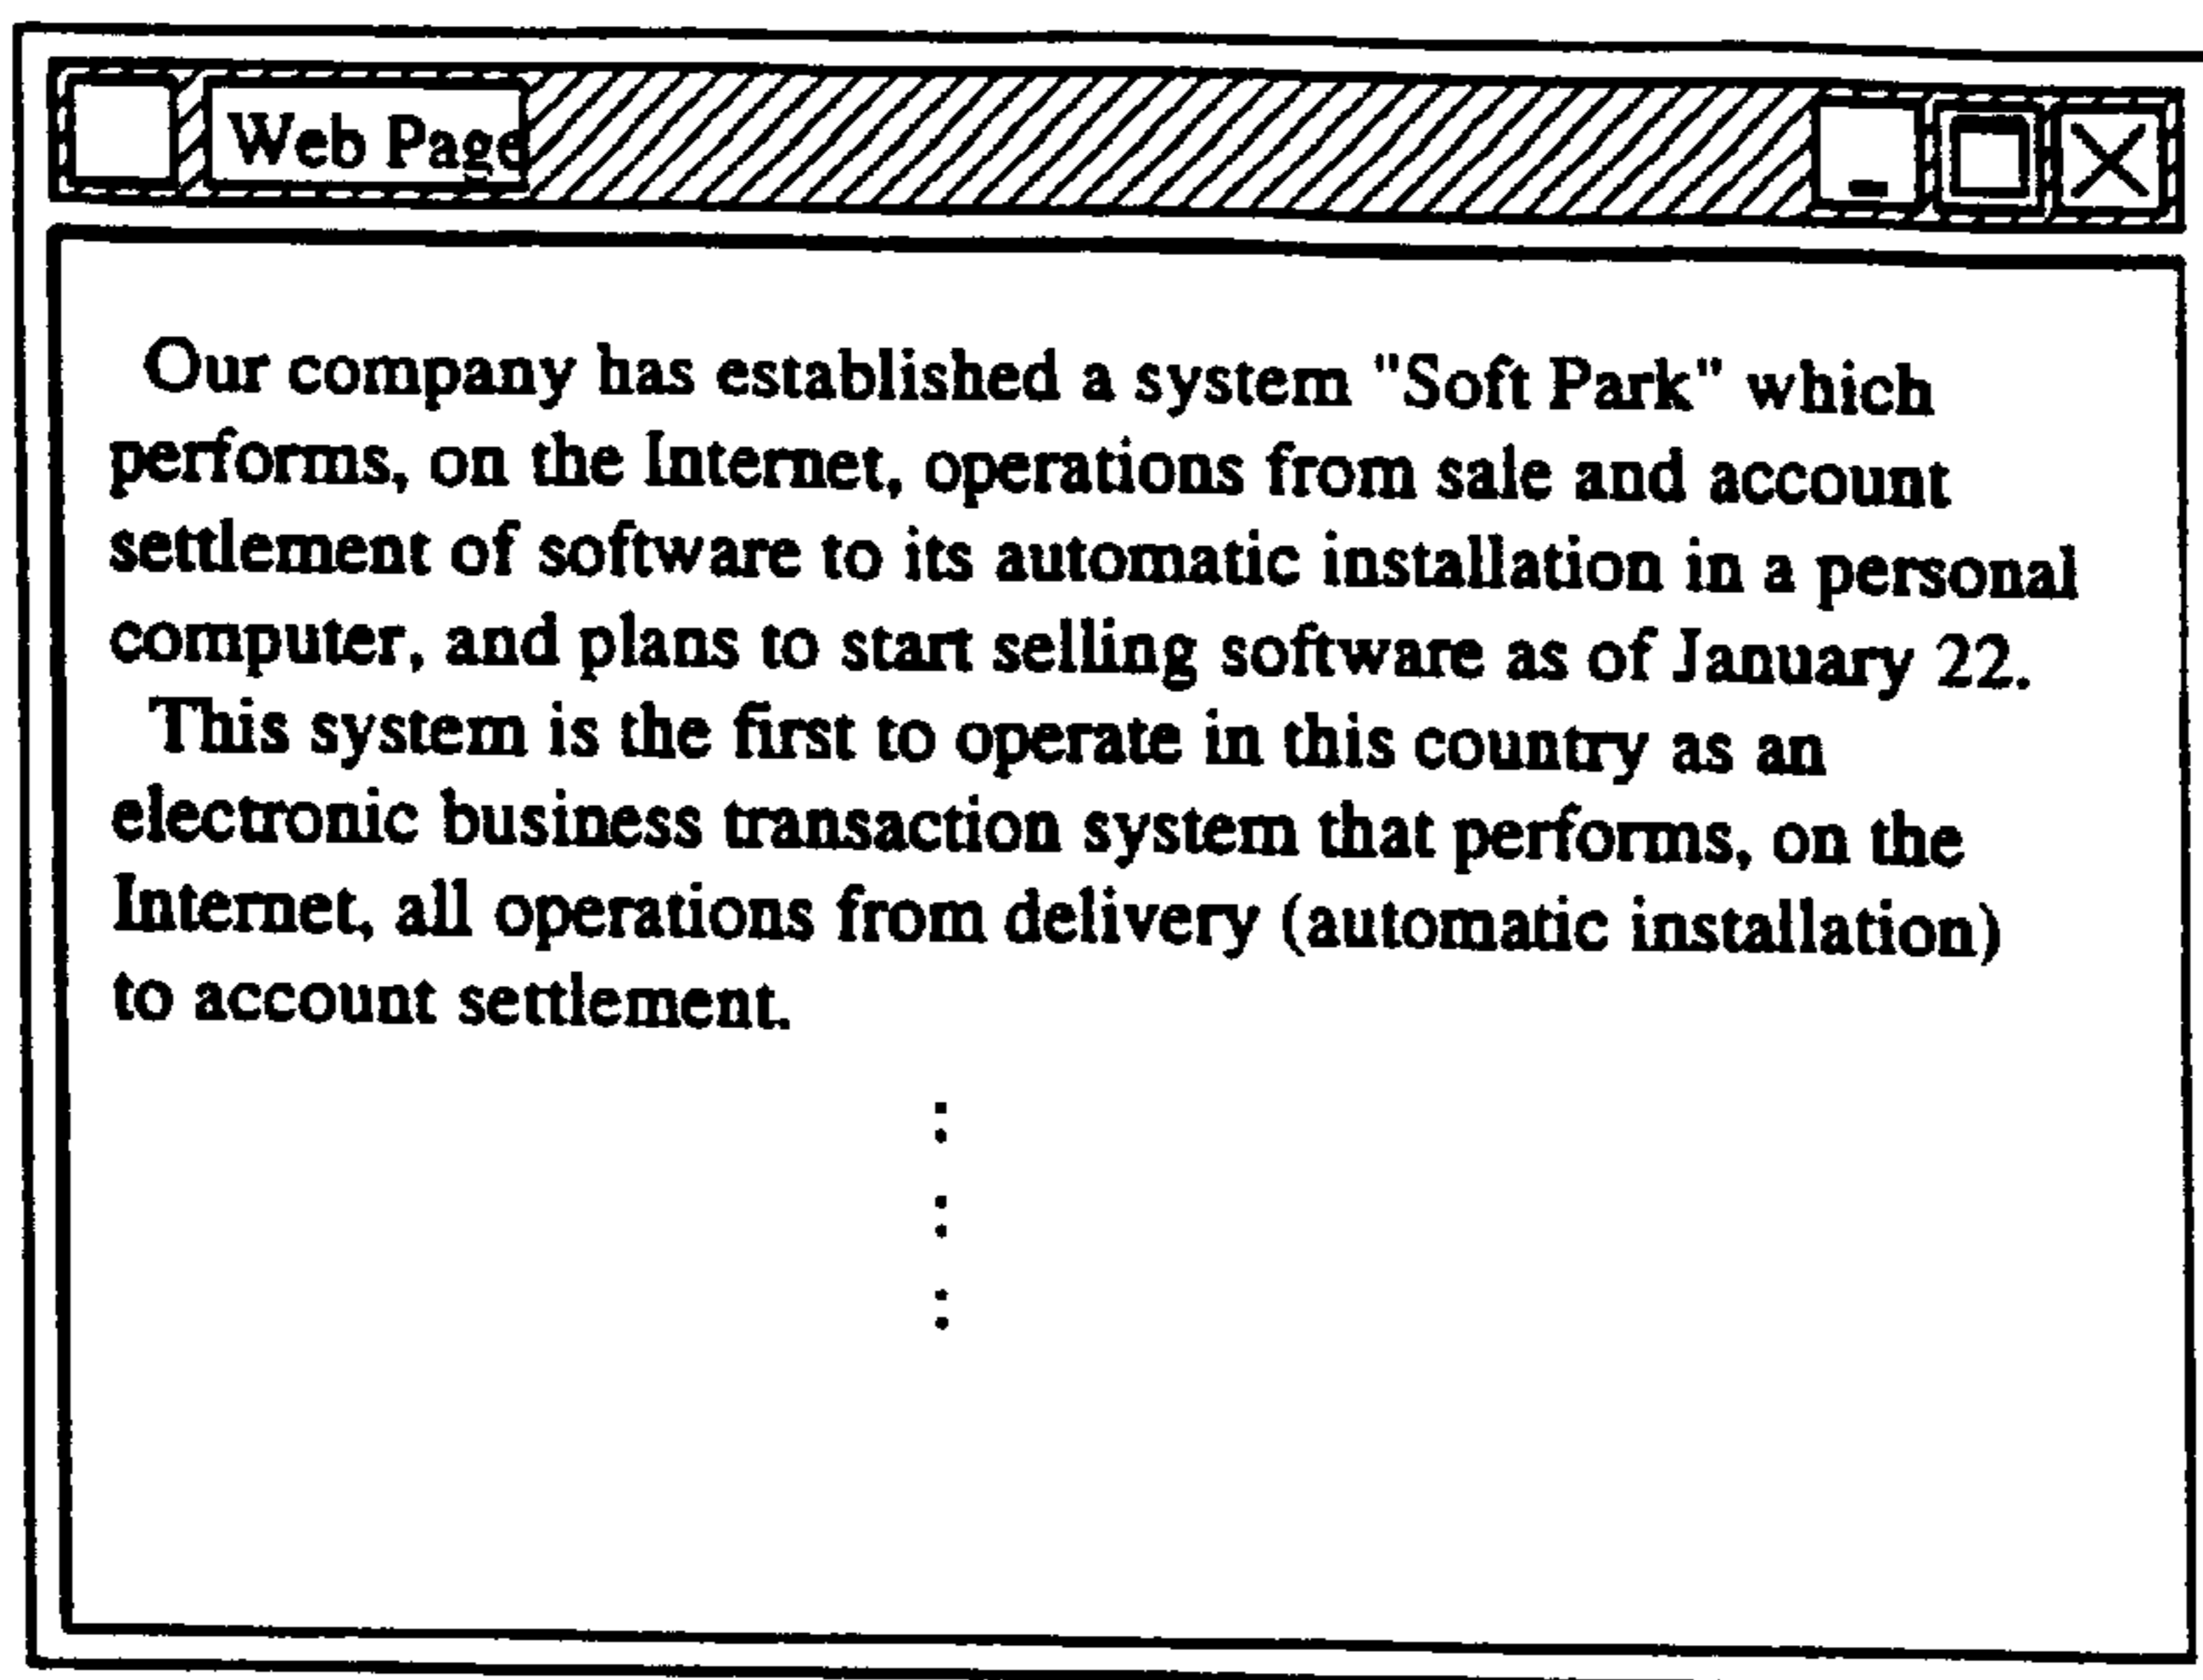 Web Page
Our company has established a system "Soft Park" which
performs, on the Internet, operations from sale and account
settlement of software to its automatic installation in a personal
computer, and plans to start selling software as of January 22.
This system is the first to operate in this country as an
electronic business transaction system that performs, on the
Internet, all operations from delivery (automatic installation)
to account settlement.